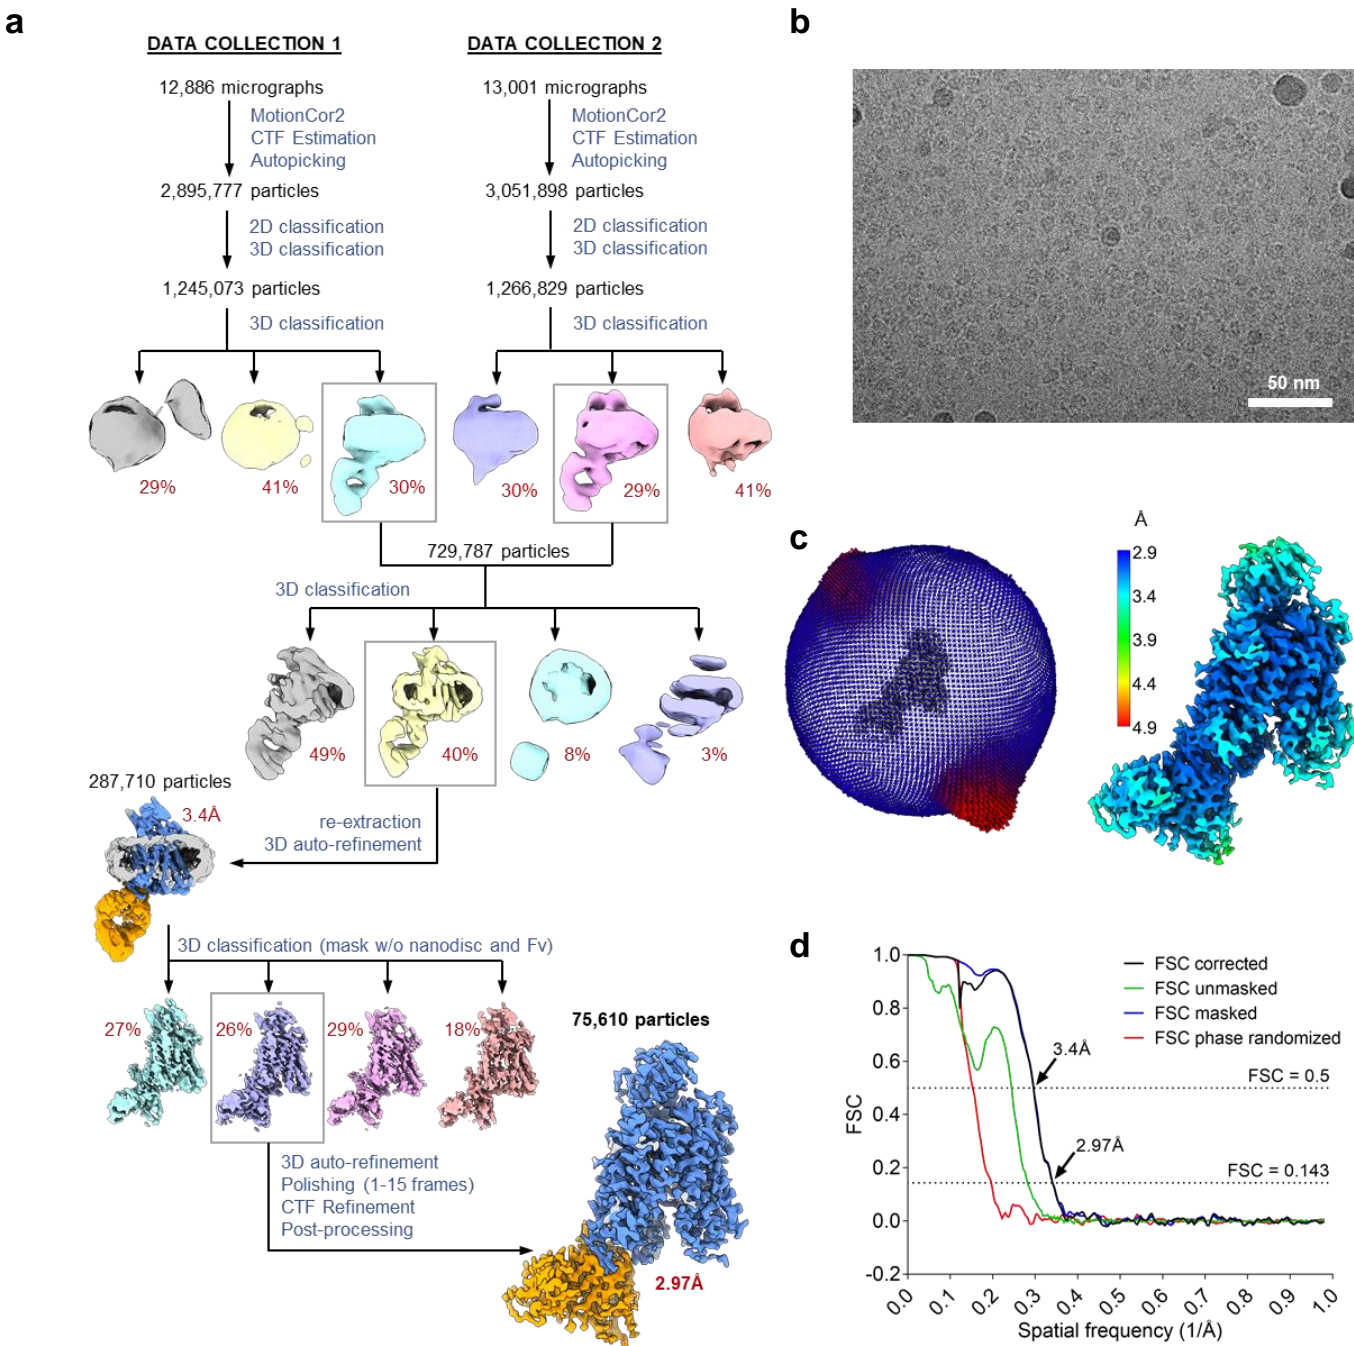 a
DATA COLLECTION 1
DATA COLLECTION 2
12,886 micrographs
13,001 micrographs
MotionCor2
CTF Estimation
Autopicking
MotionCor2
CTF Estimation
Autopicking
2,895,777 particles
3,051,898 particles
2D classification
3D classification
2D classification
3D classification
1,245,073 particles
1,266,829 particles
3D classification
3D classification
29%
41%
30%
30%
29%
41%
729,787 particles
3D classification
49%
40%
8%
3%
287,710 particles
3.4Å
re-extraction
3D auto-refinement
3D classification (mask w/o nanodisc and Fv)
27%
26%
29%
18%
75,610 particles
3D auto-refinement
Polishing (1-15 frames)
CTF Refinement
Post-processing
2.97Å
b
50 nm
c
Å
2.9
3.4
3.9
4.4
4.9
d
FSC corrected
FSC unmasked
FSC masked
FSC phase randomized
3.4Å
FSC = 0.5
2.97Å
FSC = 0.143
FSC
1.0
0.8
0.6
0.4
0.2
0.0
-0.2
0.0
0.1
0.2
0.3
0.4
0.5
0.6
0.7
0.8
0.9
1.0
Spatial frequency (1/Å)